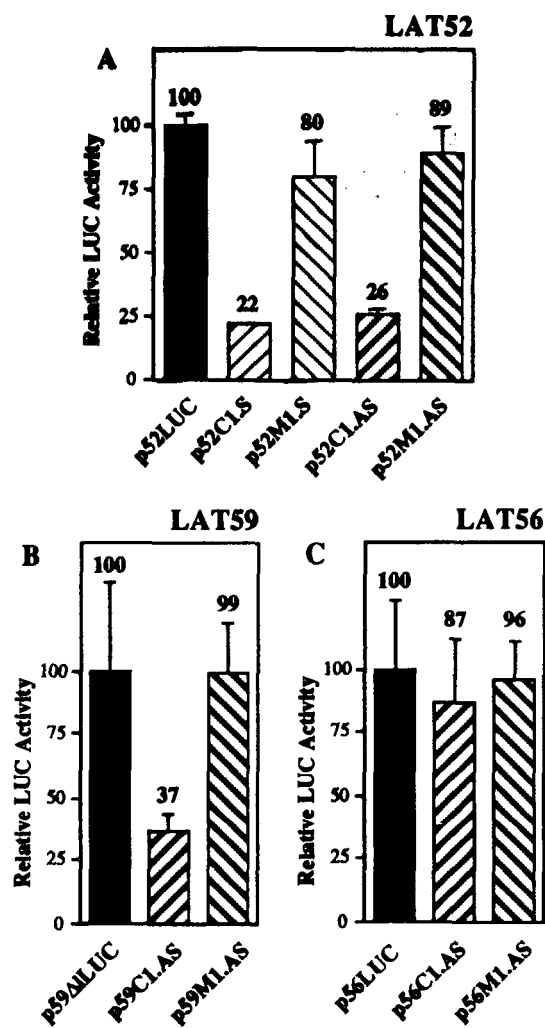 LAT52
A
Relative LUC Activity
100
75
50
25
0
100
22
80
26
89
p52LUC
p52C1.S
p52M1.S
p52C1.AS
p52M1.AS
LAT59
B
Relative LUC Activity
100
75
50
25
0
100
37
99
p59ΔILUC
p59C1.AS
p59M1.AS
LAT56
C
Relative LUC Activity
100
75
50
25
0
100
87
96
p56LUC
p56C1.AS
p56M1.AS